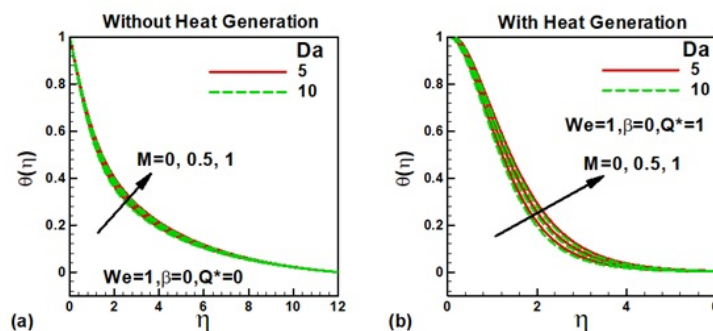 Without Heat Generation
Da
5
10
M=0, 0.5, 1
We=1,β=0,Q*=0
θ(η)
1
0.8
0.6
0.4
0.2
0
0 2 4 6 8 10 12
η
(a)
With Heat Generation
Da
5
10
We=1,β=0,Q*=1
M=0, 0.5, 1
θ(η)
1
0.8
0.6
0.4
0.2
0
0 2 4 6
η
(b)